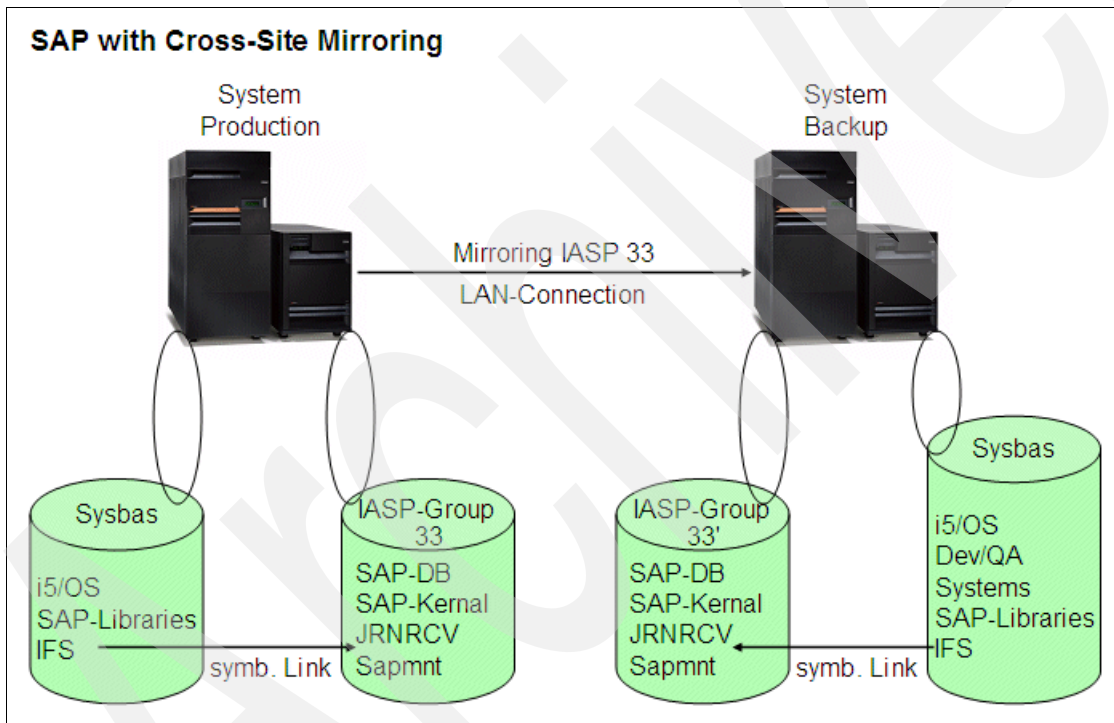 SAP with Cross-Site Mirroring
System
Production
System
Backup
Mirroring IASP 33
LAN-Connection
Sysbas
i5/OS
SAP-Libraries
IFS
symb. Link
IASP-Group
33
SAP-DB
SAP-Kernal
JRNRCV
Sapmnt
IASP-Group
33'
SAP-DB
SAP-Kernal
JRNRCV
Sapmnt
symb. Link
Sysbas
i5/OS
Dev/QA
Systems
SAP-Libraries
IFS
Archive